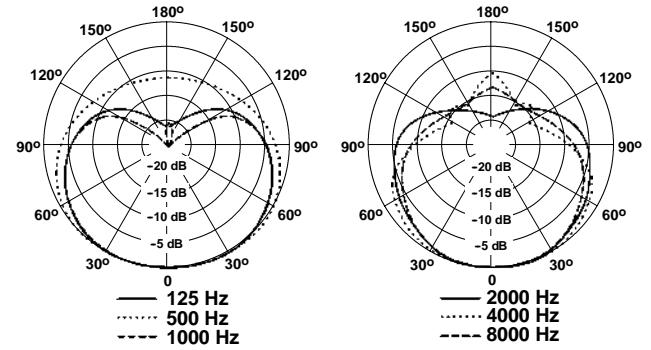 180º
150º 150º
120º 120º
90º 90º
60º 60º
30º 30º
0
–20 dB
–15 dB
–10 dB
–5 dB
125 Hz
500 Hz
1000 Hz
180º
150º 150º
120º 120º
90º 90º
60º 60º
30º 30º
0
–20 dB
–15 dB
–10 dB
–5 dB
2000 Hz
4000 Hz
8000 Hz